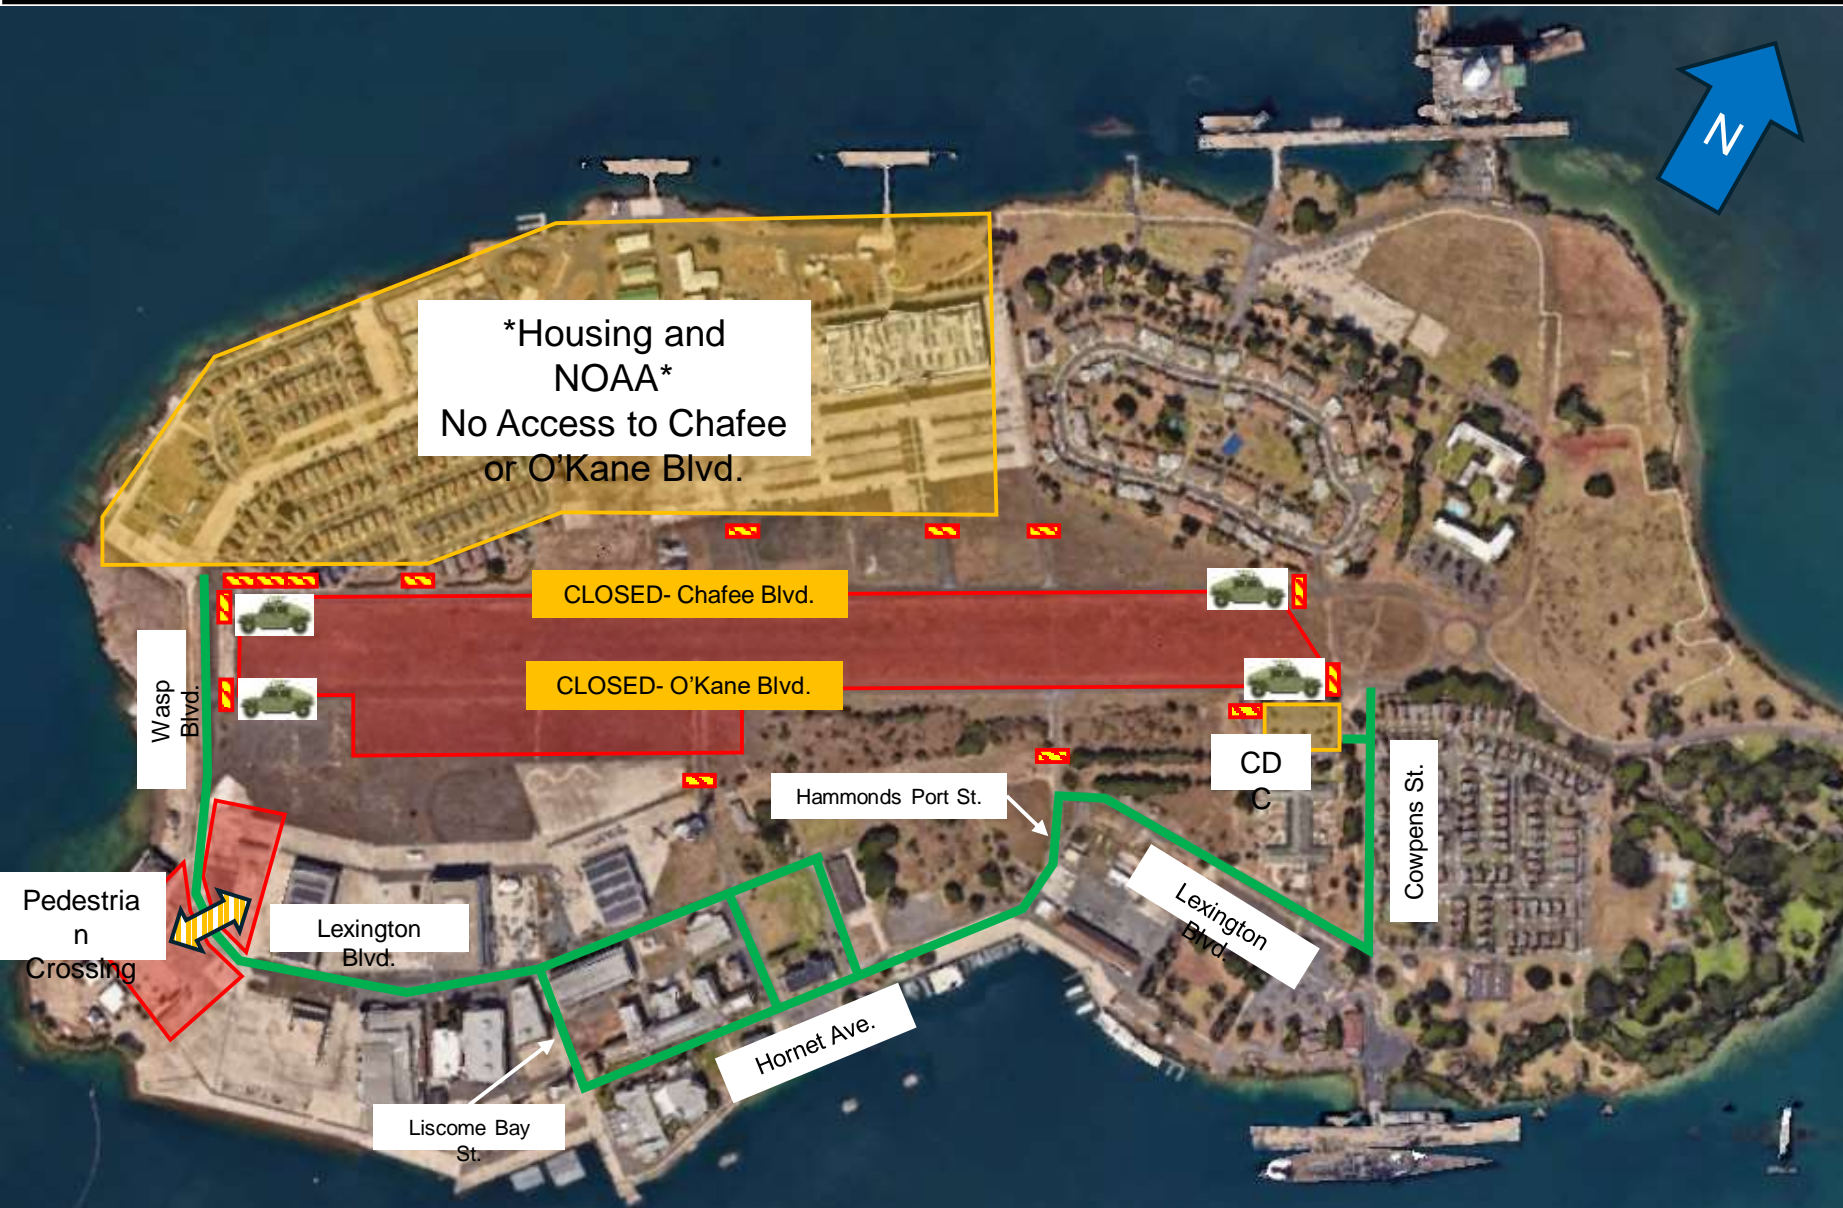 N
*Housing and
NOAA*
No Access to Chafee
or O'Kane Blvd.
CLOSED- Chafee Blvd.
CLOSED- O'Kane Blvd.
Wasp
Blvd.
CD
C
Hammonds Port St.
Cowpens St.
Lexington
Blvd.
Pedestria
n
Crossing
Lexington
Blvd.
Hornet Ave.
Liscome Bay
St.